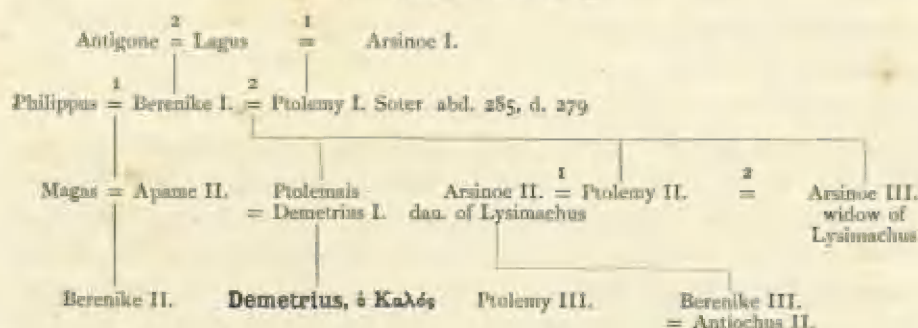 2 1
Antigone = Lagus = Arsinoe I.
1 2
Philippus = Berenike I. = Ptolemy I. Soter abd. 285, d. 279
1 2
Magas = Apame II. Ptolemais Arsinoe II. = Ptolemy II. = Arsinoe III.
= Demetrius I. dau. of Lysimachus widow of
Lysimachus
Berenike II. Demetrius, ὁ Καλός Ptolemy III. Berenike III.
= Antiochus II.